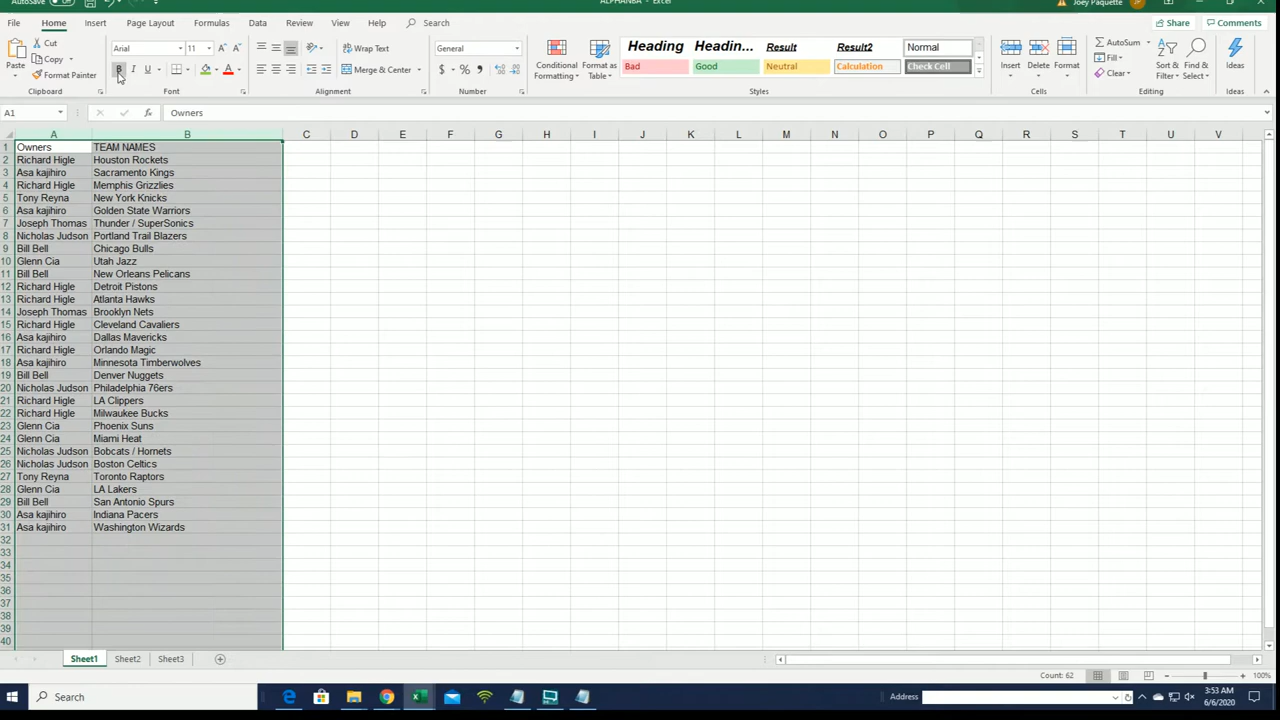 AutoSave
ALPHANBA - Excel
Joey Paquette JP
File Home Insert Page Layout Formulas Data Review View Help Search Share Comments
Paste Cut Copy Format Painter
Arial 11 B I U
Wrap Text Merge & Center
General $ % ,
Conditional Formatting Format as Table
Heading Headin... Result Result2 Normal
Bad Good Neutral Calculation Check Cell
Insert Delete Format
AutoSum Fill Clear Sort & Filter Find & Select Ideas
Clipboard Font Alignment Number Styles Cells Editing Ideas
A1 fx Owners
A B C D E F G H I J K L M N O P Q R S T U V
1 Owners TEAM NAMES
2 Richard Higle Houston Rockets
3 Asa kajihiro Sacramento Kings
4 Richard Higle Memphis Grizzlies
5 Tony Reyna New York Knicks
6 Asa kajihiro Golden State Warriors
7 Joseph Thomas Thunder / SuperSonics
8 Nicholas Judson Portland Trail Blazers
9 Bill Bell Chicago Bulls
10 Glenn Cia Utah Jazz
11 Bill Bell New Orleans Pelicans
12 Richard Higle Detroit Pistons
13 Richard Higle Atlanta Hawks
14 Joseph Thomas Brooklyn Nets
15 Richard Higle Cleveland Cavaliers
16 Asa kajihiro Dallas Mavericks
17 Richard Higle Orlando Magic
18 Asa kajihiro Minnesota Timberwolves
19 Bill Bell Denver Nuggets
20 Nicholas Judson Philadelphia 76ers
21 Richard Higle LA Clippers
22 Richard Higle Milwaukee Bucks
23 Glenn Cia Phoenix Suns
24 Glenn Cia Miami Heat
25 Nicholas Judson Bobcats / Hornets
26 Nicholas Judson Boston Celtics
27 Tony Reyna Toronto Raptors
28 Glenn Cia LA Lakers
29 Bill Bell San Antonio Spurs
30 Asa kajihiro Indiana Pacers
31 Asa kajihiro Washington Wizards
32
33
34
35
36
37
38
39
40
Sheet1 Sheet2 Sheet3
Count: 62 100%
Search Address 3:53 AM
6/6/2020